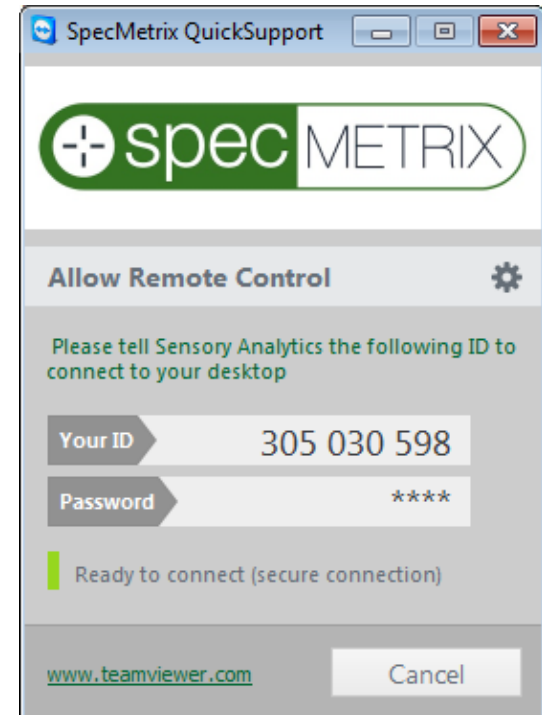 SpecMetrix QuickSupport
spec METRIX
Allow Remote Control
Please tell Sensory Analytics the following ID to
connect to your desktop
Your ID 305 030 598
Password ****
Ready to connect (secure connection)
www.teamviewer.com Cancel